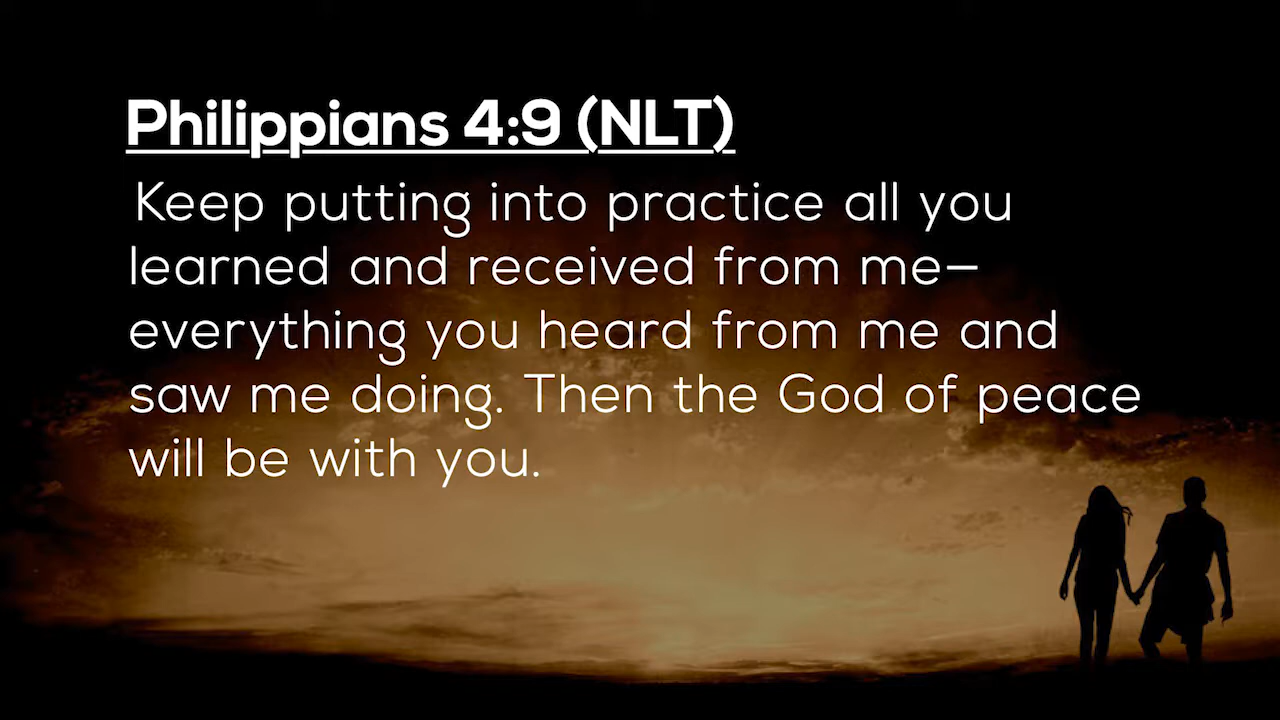 Philippians 4:9 (NLT)
Keep putting into practice all you
learned and received from me—
everything you heard from me and
saw me doing. Then the God of peace
will be with you.